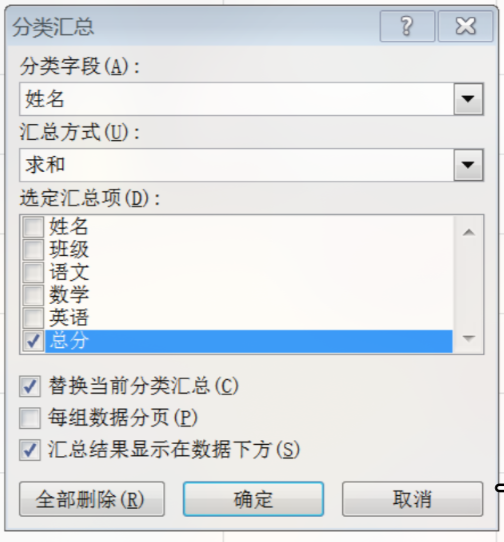 分类汇总
分类字段(A):
姓名
汇总方式(U):
求和
选定汇总项(D):
姓名
班级
语文
数学
英语
总分
替换当前分类汇总(C)
每组数据分页(P)
汇总结果显示在数据下方(S)
全部删除(R) 确定 取消